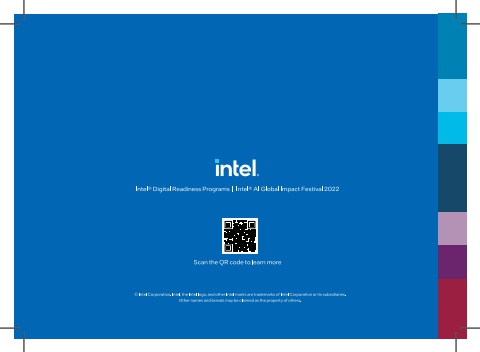 intel.
Intel® Digital Readiness Programs | Intel® AI Global Impact Festival 2022
Scan the QR code to learn more
© Intel Corporation. Intel, the Intel logo, and other Intel marks are trademarks of Intel Corporation or its subsidiaries.
Other names and brands may be claimed as the property of others.